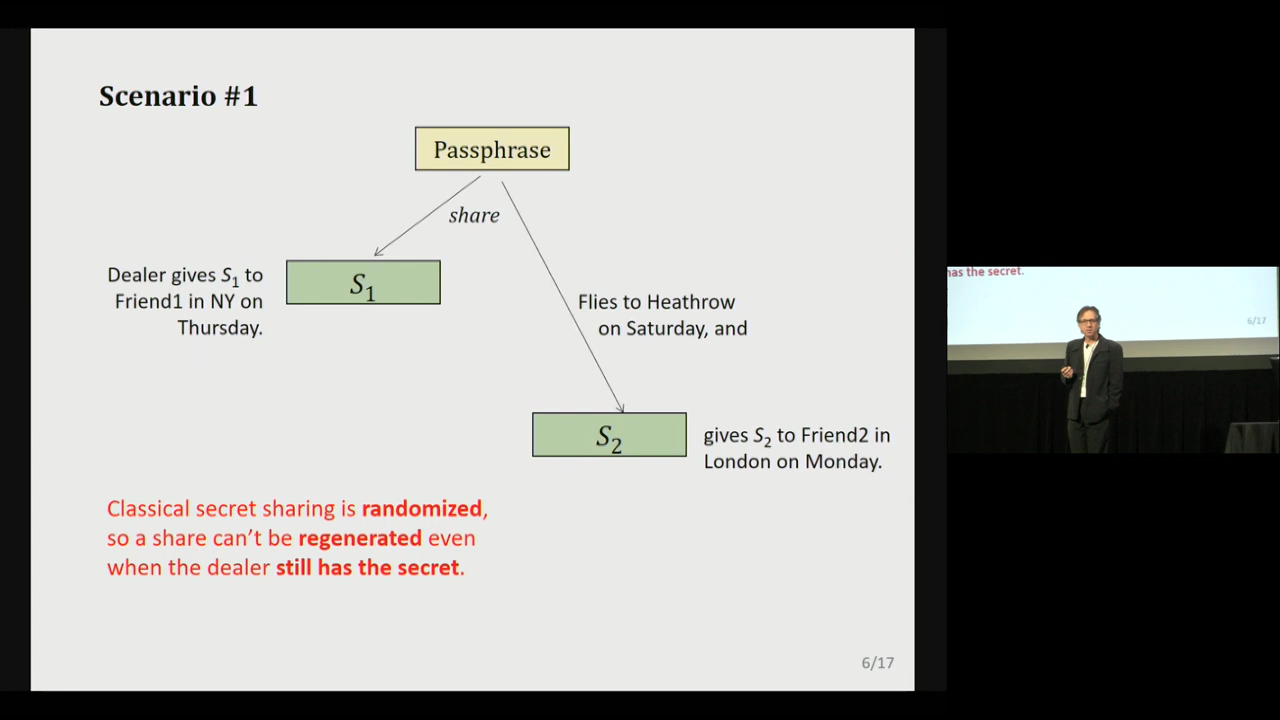 Scenario #1
Passphrase
share
Dealer gives S1 to
Friend1 in NY on
Thursday.
S1
Flies to Heathrow
on Saturday, and
S2
gives S2 to Friend2 in
London on Monday.
Classical secret sharing is randomized,
so a share can't be regenerated even
when the dealer still has the secret.
6/17
has the secret.
6/17